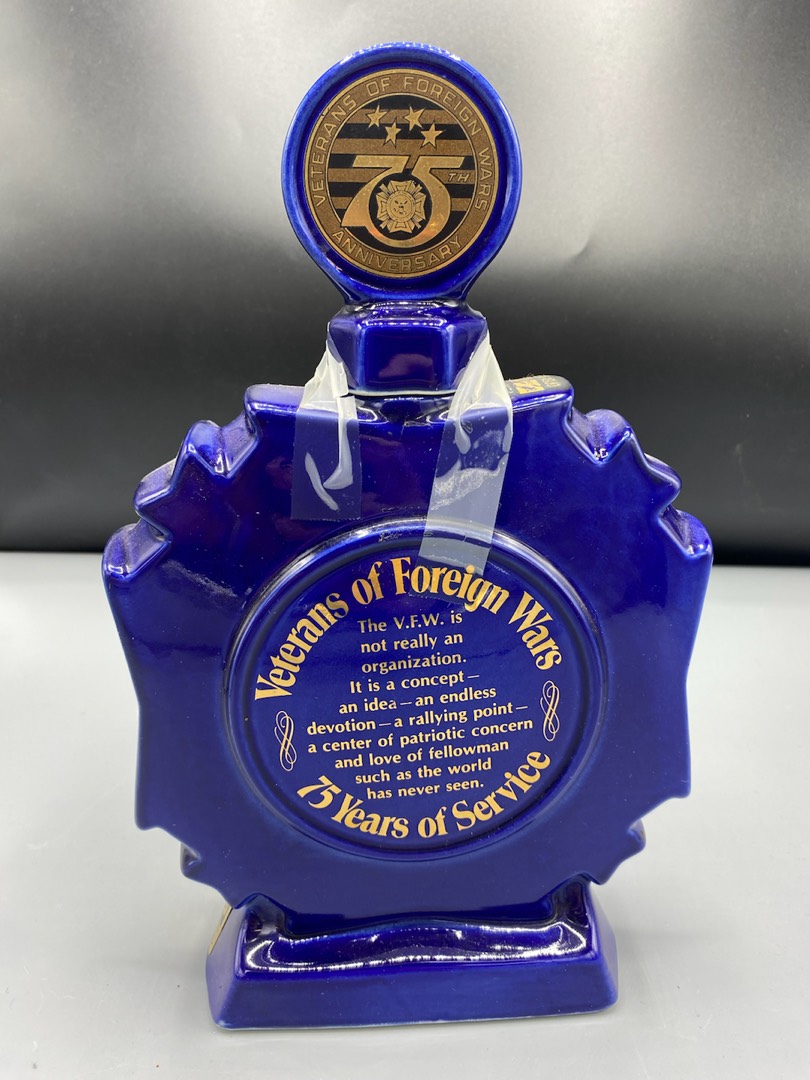 VETERANS OF FOREIGN WARS
75TH
ANNIVERSARY
Veterans of Foreign Wars
The V.F.W. is
not really an
organization.
It is a concept—
an idea—an endless
devotion—a rallying point—
a center of patriotic concern
and love of fellowman
such as the world
has never seen.
75 Years of Service